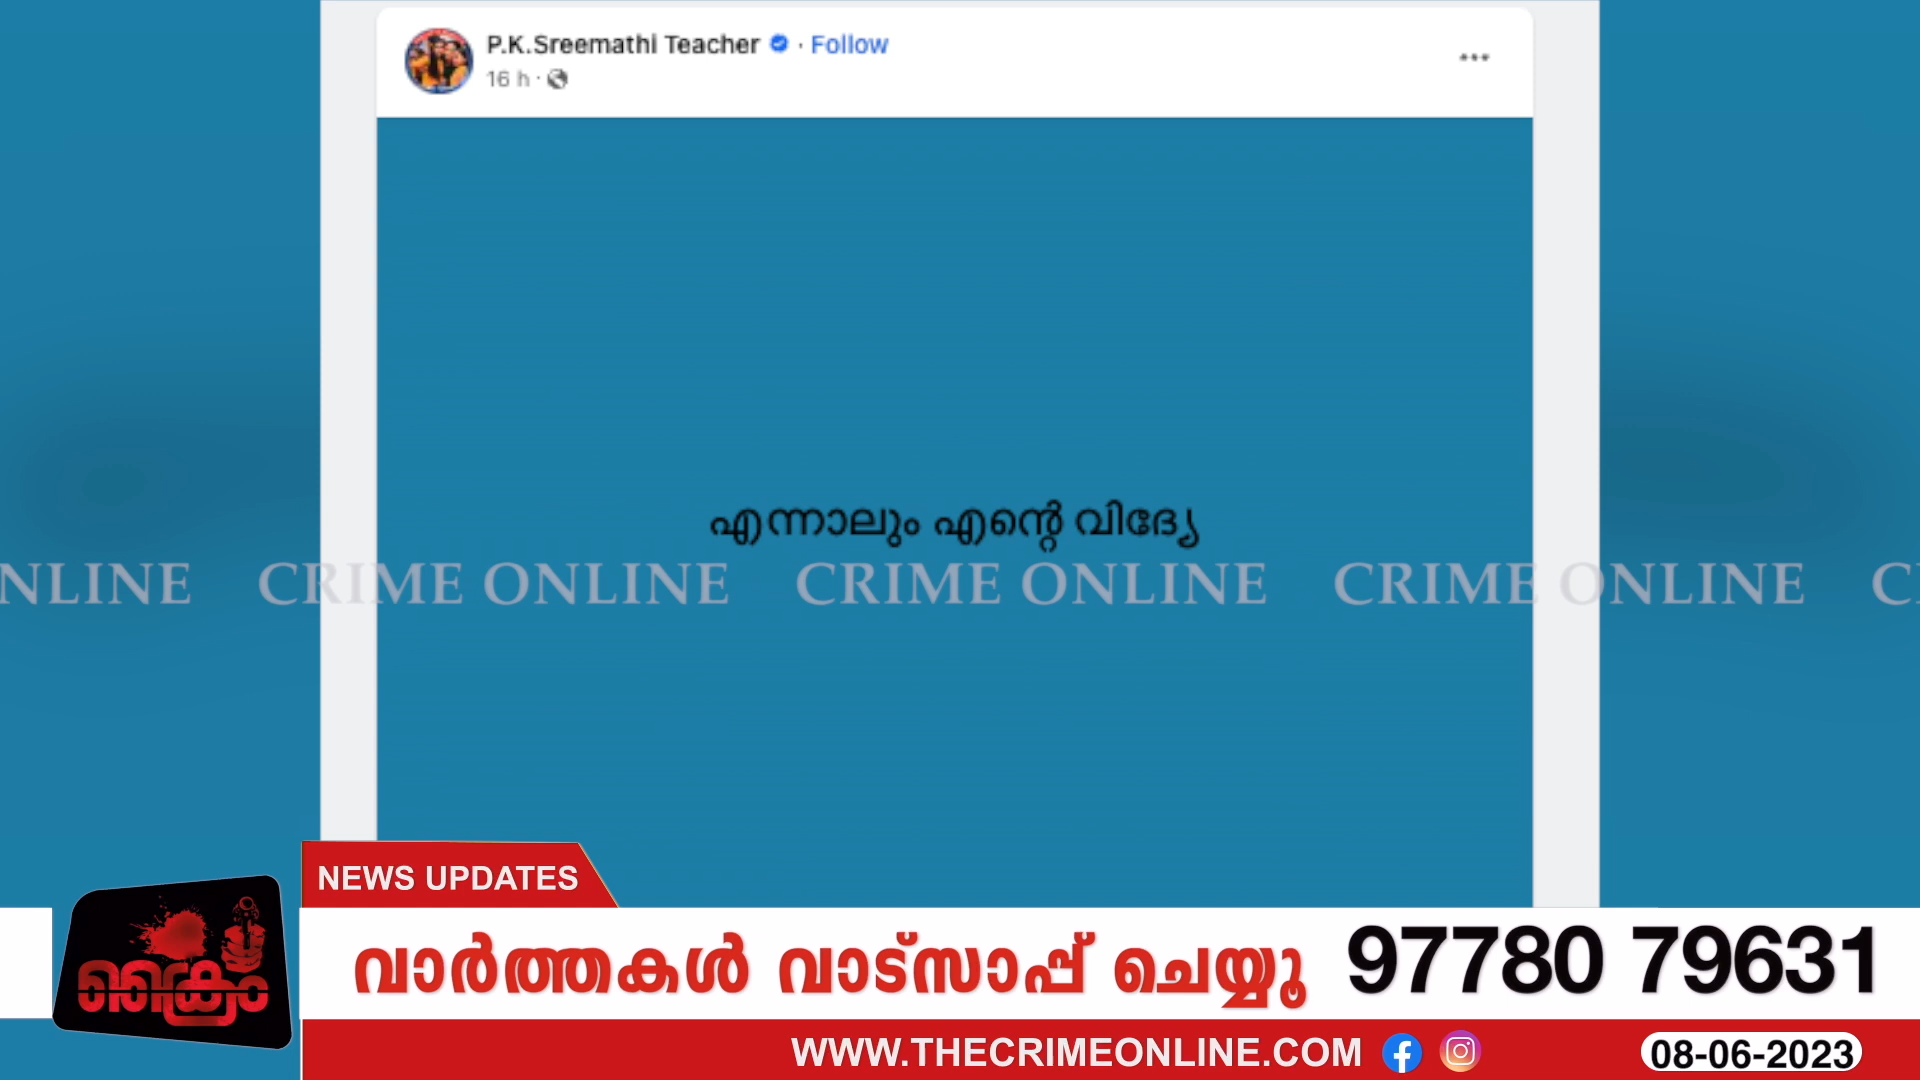 P.K.Sreemathi Teacher · Follow
16 h ·
എന്നാലും എന്റെ വിദ്യേ
NLINE CRIME ONLINE CRIME ONLINE CRIME ONLINE C
NEWS UPDATES
ക്രൈം
വാർത്തകൾ വാട്സാപ്പ് ചെയ്യൂ 97780 79631
WWW.THECRIMEONLINE.COM
08-06-2023